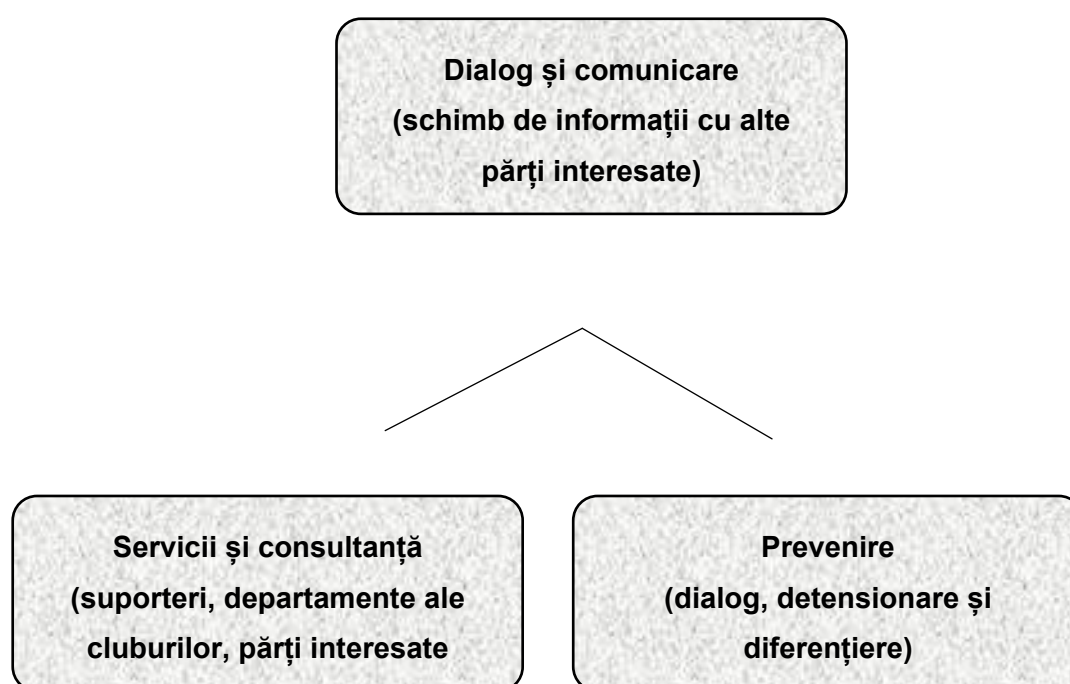 Dialog și comunicare
(schimb de informații cu alte
părți interesate)
Servicii și consultanță
(suporteri, departamente ale
cluburilor, părți interesate
Prevenire
(dialog, detensionare și
diferențiere)